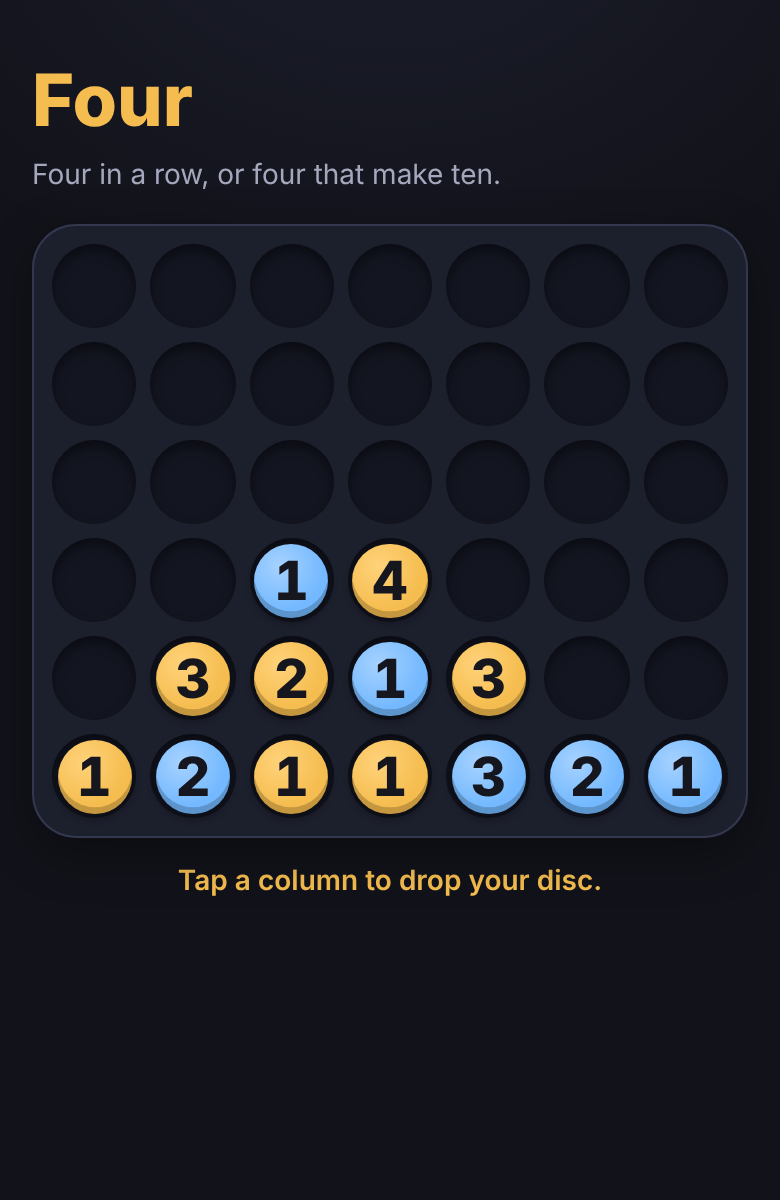 Four
Four in a row, or four that make ten.
1 4
3 2 1 3
1 2 1 1 3 2 1
Tap a column to drop your disc.